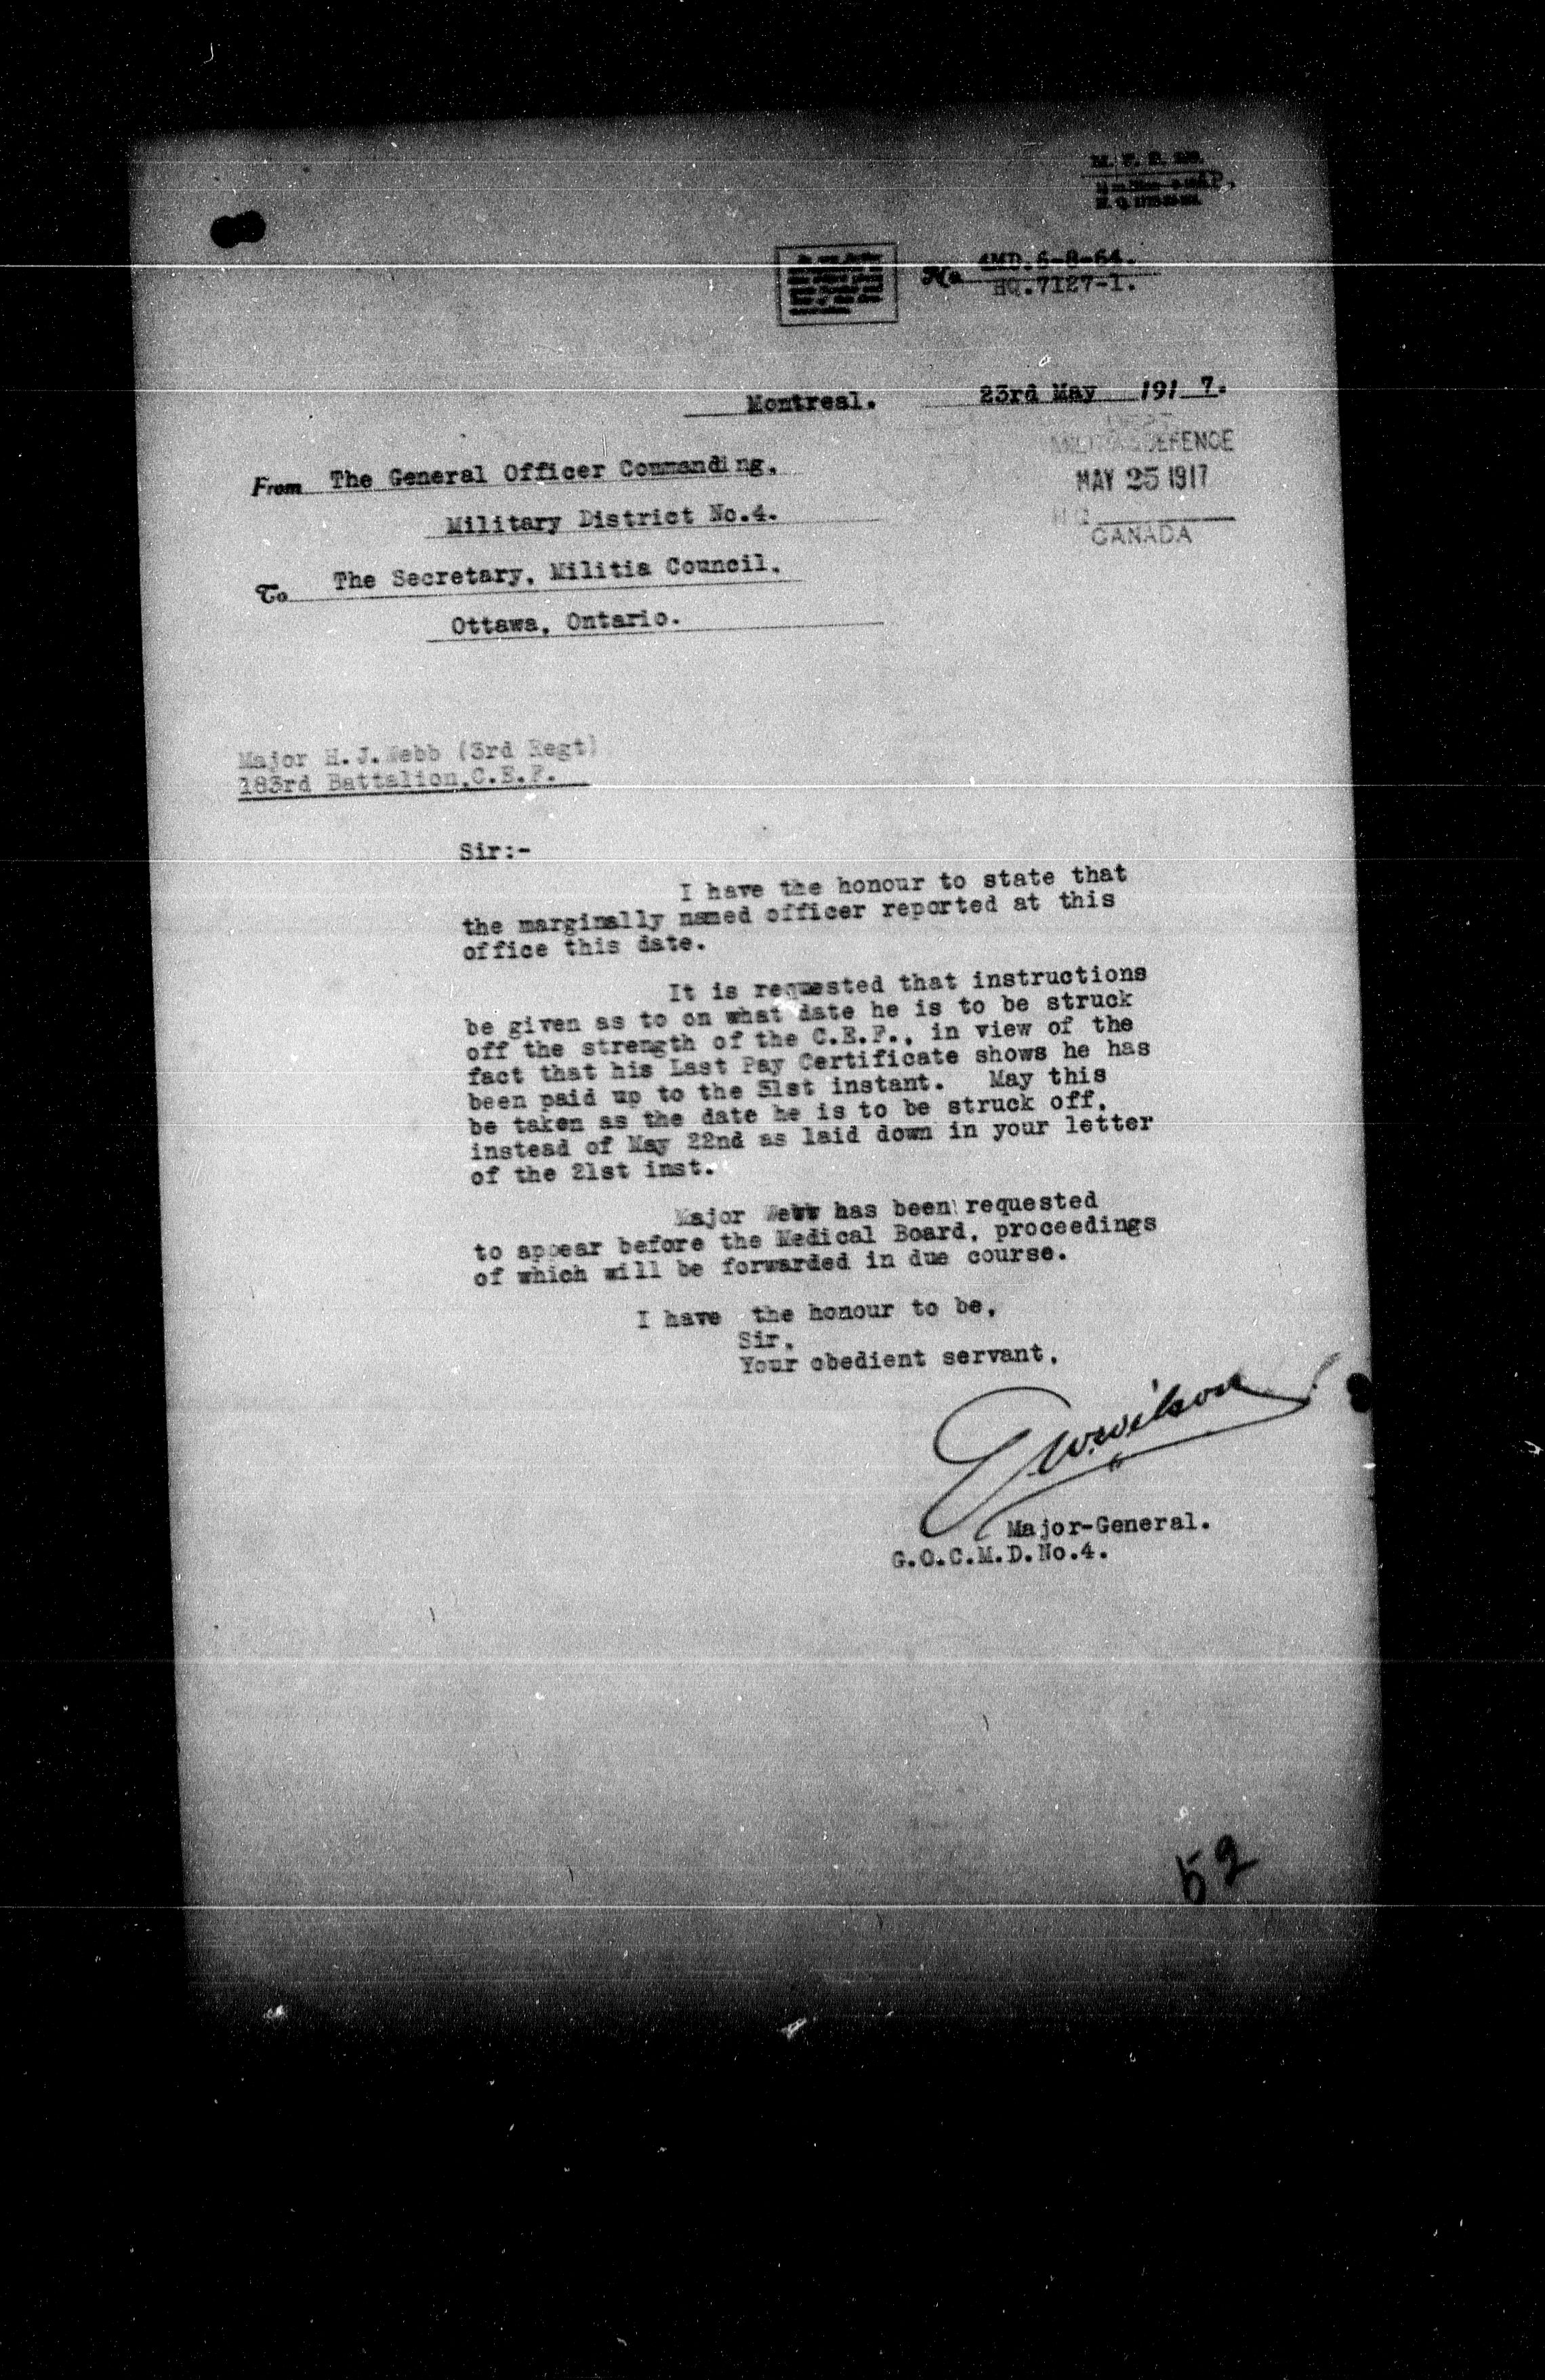 No. 4MD.6-8-64.
HQ.7127-1.
Montreal. 23rd May 1917.
DEFENCE
MAY 25 1917
CANADA
From The General Officer Commanding,
Military District No.4.
To The Secretary, Militia Council,
Ottawa, Ontario.
Major H.J.Webb (3rd Regt)
183rd Battalion,C.E.F.
Sir:-
I have the honour to state that
the marginally named officer reported at this
office this date.
It is requested that instructions
be given as to on what date he is to be struck
off the strength of the C.E.F., in view of the
fact that his Last Pay Certificate shows he has
been paid up to the 31st instant. May this
be taken as the date he is to be struck off,
instead of May 22nd as laid down in your letter
of the 21st inst.
Major Webb has been requested
to appear before the Medical Board, proceedings
of which will be forwarded in due course.
I have the honour to be,
Sir,
Your obedient servant,
E.W.Wilson
Major-General.
G.O.C.M.D.No.4.
52